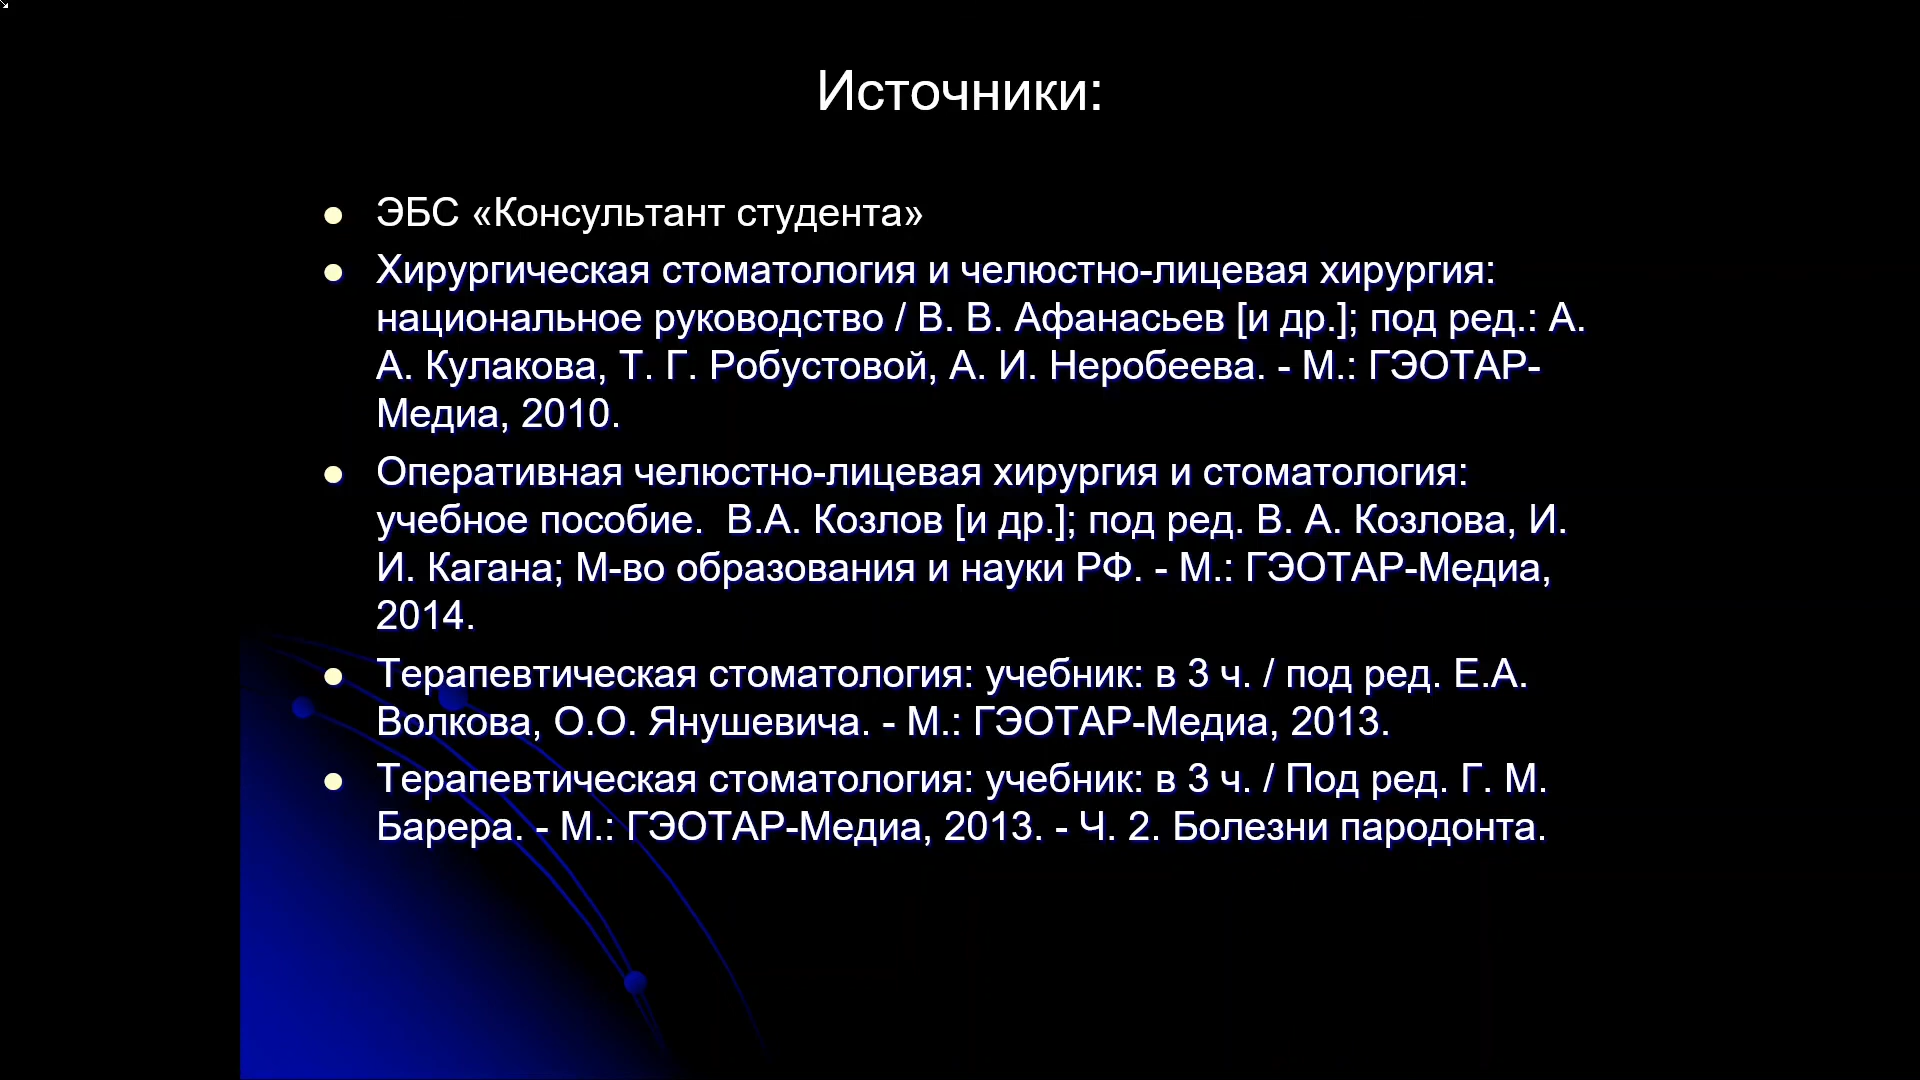 Источники:
ЭБС «Консультант студента»
Хирургическая стоматология и челюстно-лицевая хирургия:
национальное руководство / В. В. Афанасьев [и др.]; под ред.: А.
А. Кулакова, Т. Г. Робустовой, А. И. Неробеева. - М.: ГЭОТАР-
Медиа, 2010.
Оперативная челюстно-лицевая хирургия и стоматология:
учебное пособие.  В.А. Козлов [и др.]; под ред. В. А. Козлова, И.
И. Кагана; М-во образования и науки РФ. - М.: ГЭОТАР-Медиа,
2014.
Терапевтическая стоматология: учебник: в 3 ч. / под ред. Е.А.
Волкова, О.О. Янушевича. - М.: ГЭОТАР-Медиа, 2013.
Терапевтическая стоматология: учебник: в 3 ч. / Под ред. Г. М.
Барера. - М.: ГЭОТАР-Медиа, 2013. - Ч. 2. Болезни пародонта.